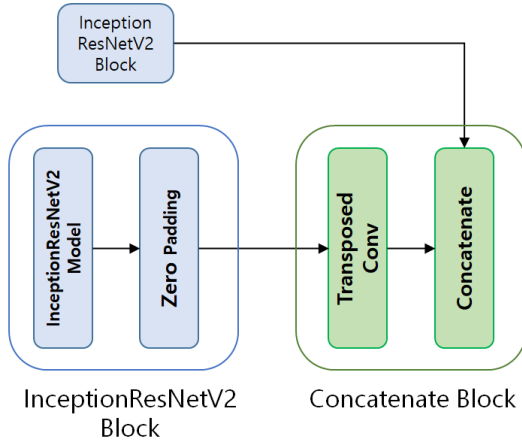 Inception
ResNetV2
Block
InceptionResNetV2
Model
Zero Padding
Transposed
Conv
Concatenate
InceptionResNetV2
Block
Concatenate Block